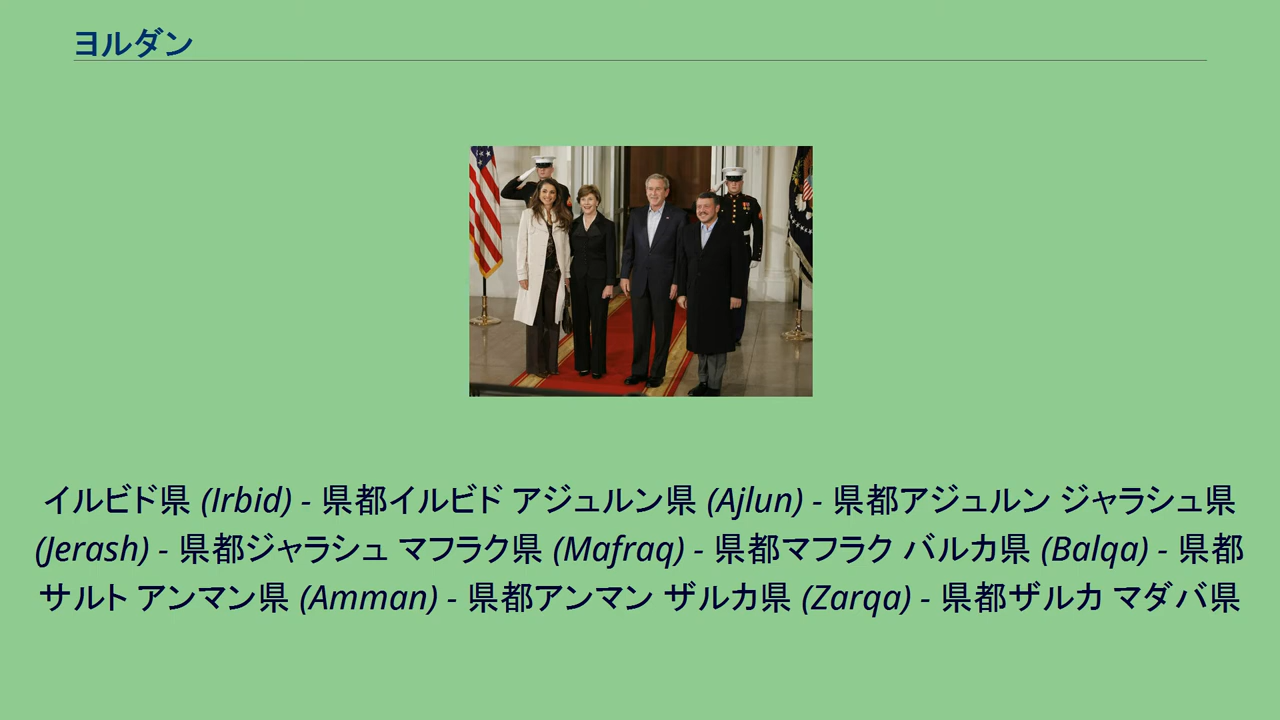 ヨルダン
イルビド県 (Irbid) - 県都イルビド アジュルン県 (Ajlun) - 県都アジュルン ジャラシュ県
(Jerash) - 県都ジャラシュ マフラク県 (Mafraq) - 県都マフラク バルカ県 (Balqa) - 県都
サルト アンマン県 (Amman) - 県都アンマン ザルカ県 (Zarqa) - 県都ザルカ マダバ県